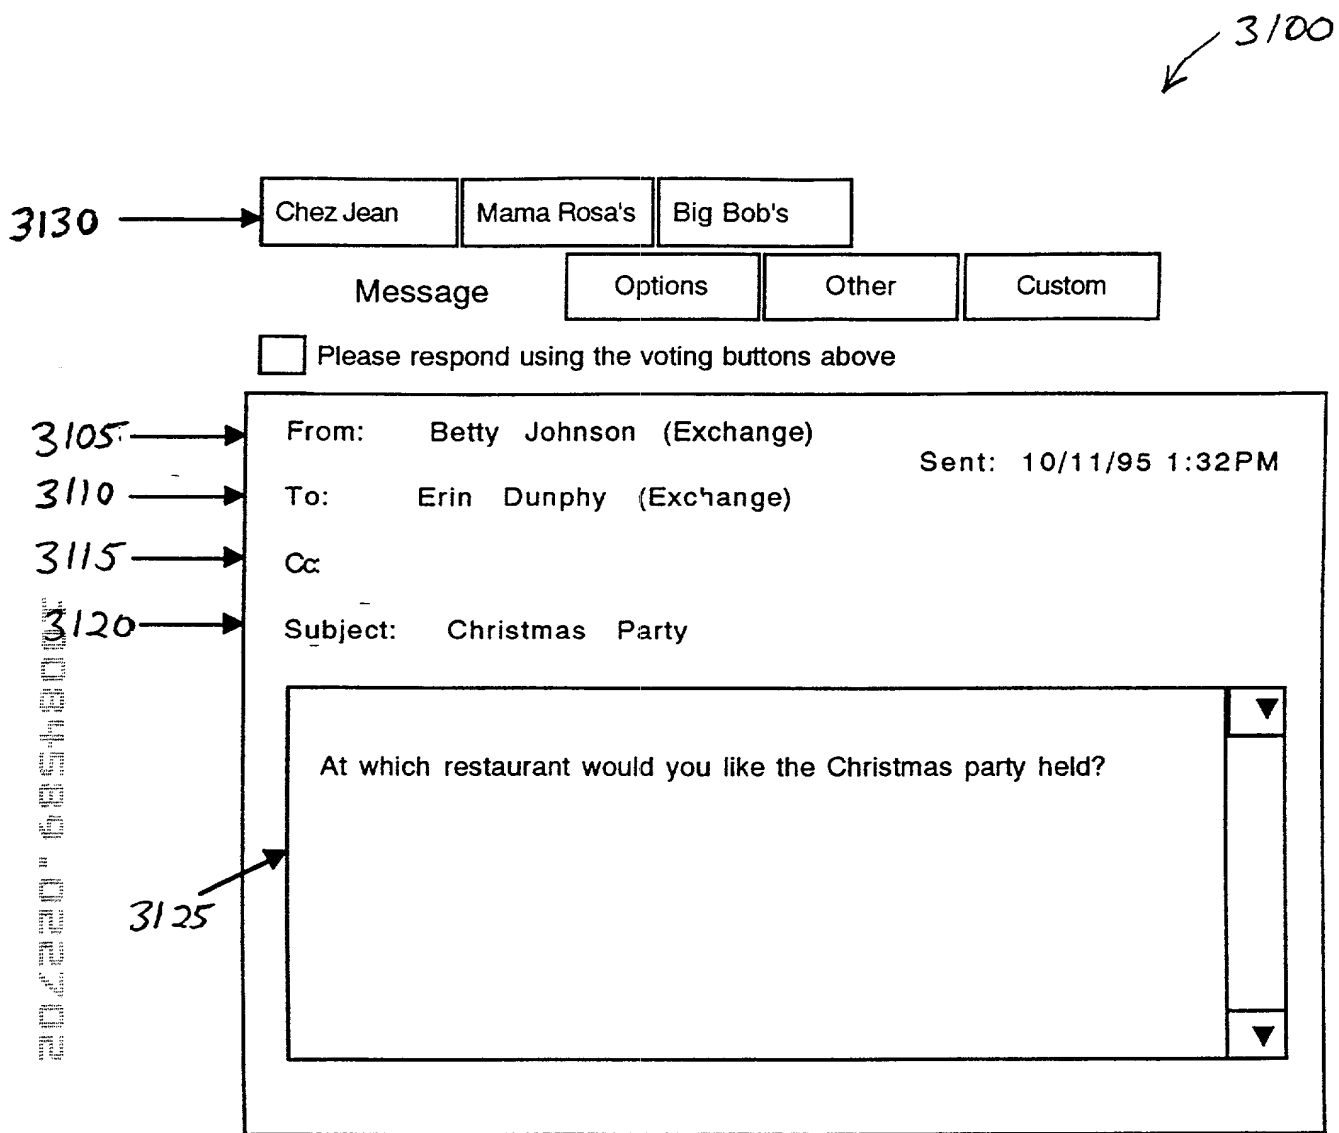 3100
3130
Chez Jean Mama Rosa's Big Bob's
Message Options Other Custom
Please respond using the voting buttons above
3105 From: Betty Johnson (Exchange)
Sent: 10/11/95 1:32PM
3110 To: Erin Dunphy (Exchange)
3115 Cc:
3120 Subject: Christmas Party
At which restaurant would you like the Christmas party held?
3125